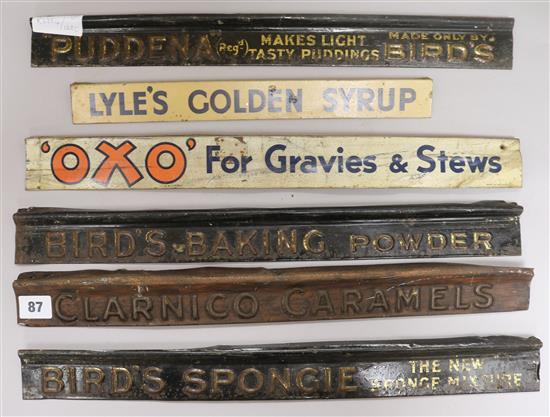 PUDDENA (Regd) MAKES LIGHT TASTY PUDDINGS MADE ONLY BY BIRD'S
LYLE'S GOLDEN SYRUP
'OXO' For Gravies & Stews
BIRD'S BAKING POWDER
87
CLARNICO CARAMELS
BIRD'S SPONGIE THE NEW SPONGE MIXTURE